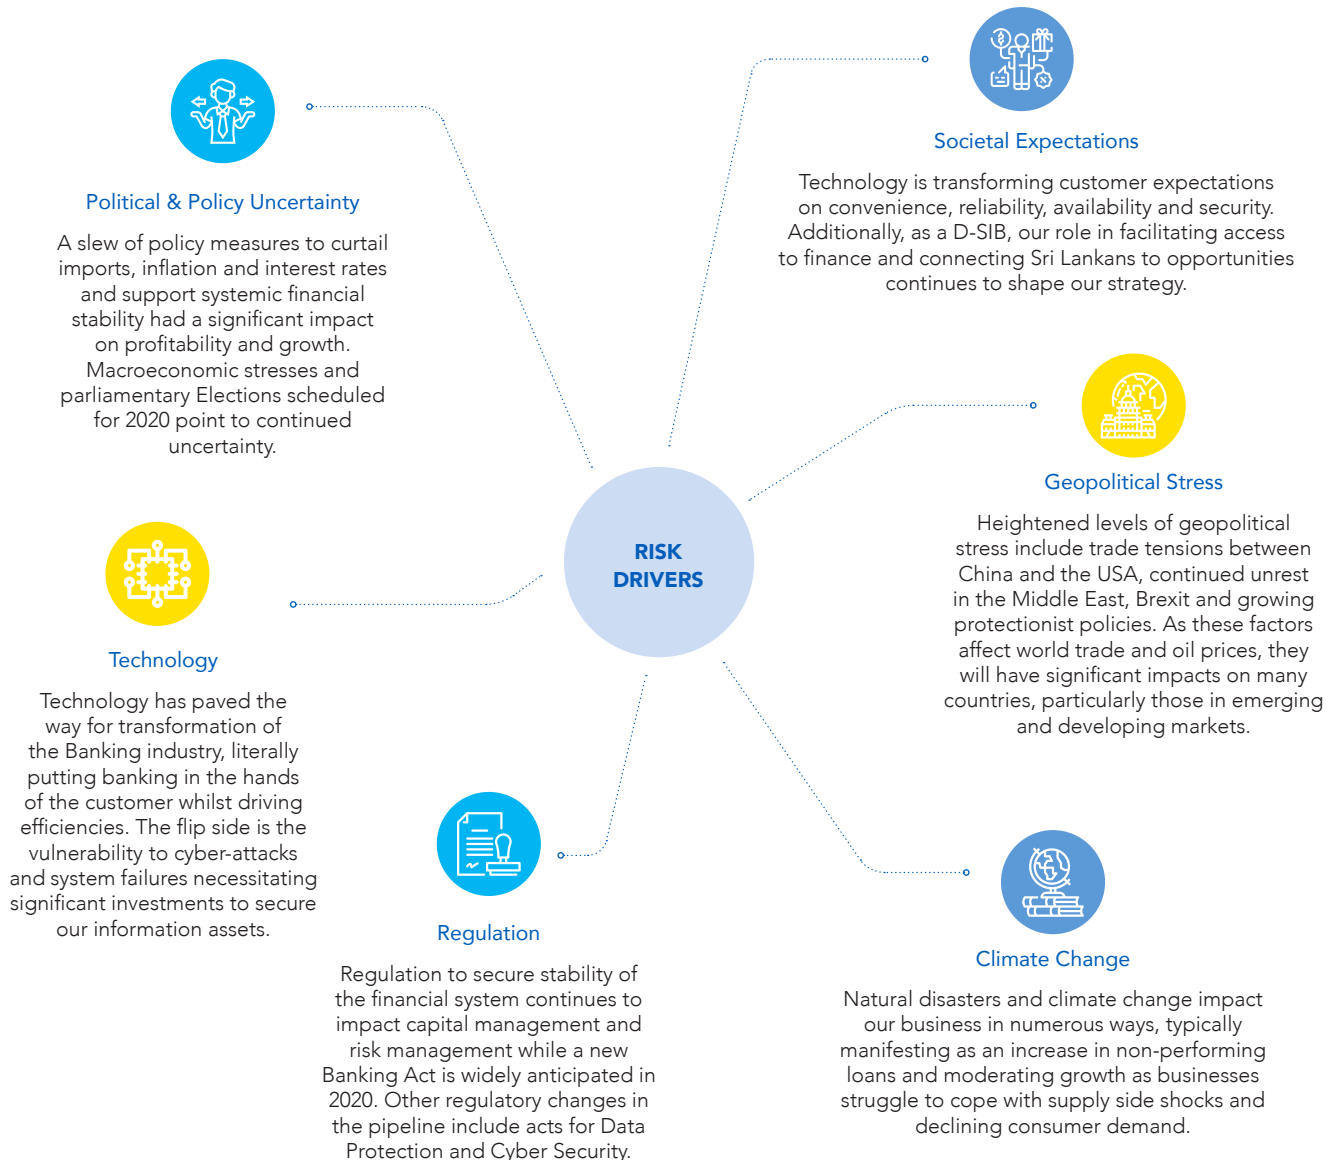 Political & Policy Uncertainty
A slew of policy measures to curtail
imports, inflation and interest rates
and support systemic financial
stability had a significant impact
on profitability and growth.
Macroeconomic stresses and
parliamentary Elections scheduled
for 2020 point to continued
uncertainty.
Societal Expectations
Technology is transforming customer expectations
on convenience, reliability, availability and security.
Additionally, as a D-SIB, our role in facilitating access
to finance and connecting Sri Lankans to opportunities
continues to shape our strategy.
Geopolitical Stress
Heightened levels of geopolitical
stress include trade tensions between
China and the USA, continued unrest
in the Middle East, Brexit and growing
protectionist policies. As these factors
affect world trade and oil prices, they
will have significant impacts on many
countries, particularly those in emerging
and developing markets.
RISK
DRIVERS
Technology
Technology has paved the
way for transformation of
the Banking industry, literally
putting banking in the hands
of the customer whilst driving
efficiencies. The flip side is the
vulnerability to cyber-attacks
and system failures necessitating
significant investments to secure
our information assets.
Regulation
Regulation to secure stability of
the financial system continues to
impact capital management and
risk management while a new
Banking Act is widely anticipated in
2020. Other regulatory changes in
the pipeline include acts for Data
Protection and Cyber Security.
Climate Change
Natural disasters and climate change impact
our business in numerous ways, typically
manifesting as an increase in non-performing
loans and moderating growth as businesses
struggle to cope with supply side shocks and
declining consumer demand.